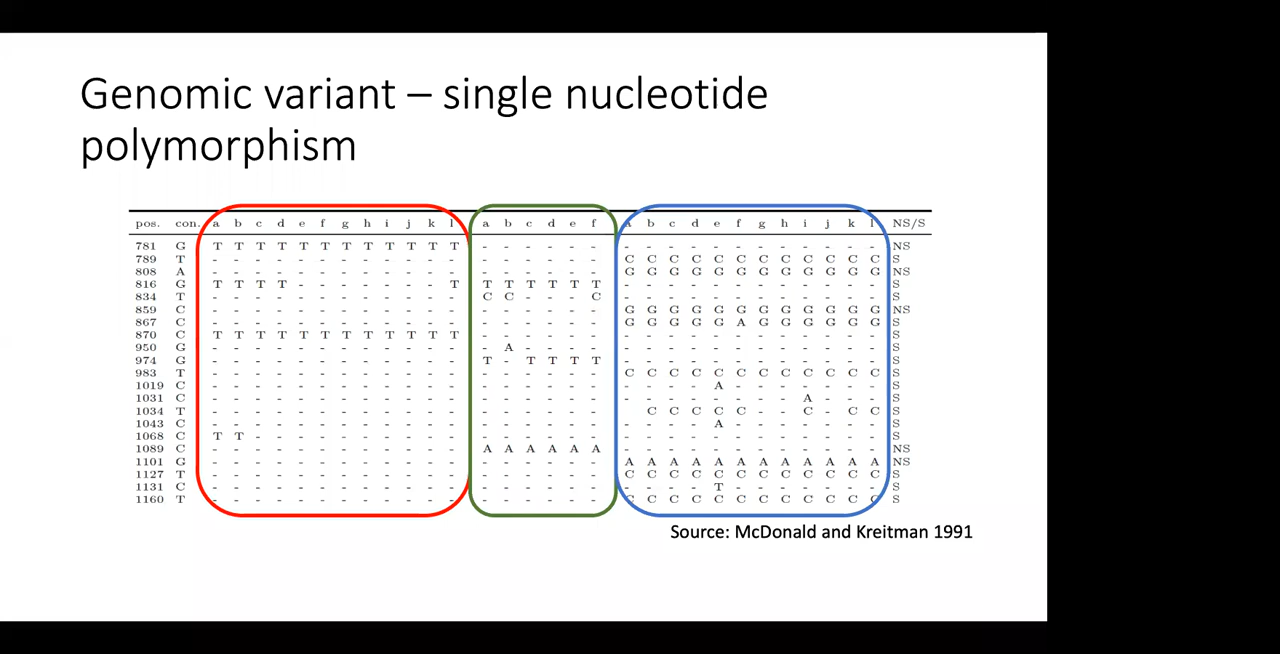 Genomic variant – single nucleotide
polymorphism
pos. con. a b c d e f g h i j k l a b c d e f A b c d e f g h i j k l NS/S
781 G T T T T T T T T T T T T - - - - - - - - - - - - - - - - - - NS
789 T - - - - - - - - - - - - - - - - - - C C C C C C C C C C C C S
808 A - - - - - - - - - - - - - - - - - - G G G G G G G G G G G G NS
816 G T T T T - - - - - - - T T T T T T T - - - - - - - - - - - - S
834 T - - - - - - - - - - - - C C - - - C - - - - - - - - - - - - S
859 C - - - - - - - - - - - - - - - - - - G G G G G G G G G G G G NS
867 C - - - - - - - - - - - - - - - - - - G G G G G A G G G G G G S
870 C T T T T T T T T T T T T - - - - - - - - - - - - - - - - - - S
950 G - - - - - - - - - - - - - A - - - - - - - - - - - - - - - - S
974 G - - - - - - - - - - - - T - T T T T - - - - - - - - - - - - S
983 T - - - - - - - - - - - - - - - - - - C C C C C C C C C C C C S
1019 C - - - - - - - - - - - - - - - - - - - - - - A - - - - - - - S
1031 C - - - - - - - - - - - - - - - - - - - - - - - - - - A - - - S
1034 T - - - - - - - - - - - - - - - - - - - C C C C C - - C - C C S
1043 C - - - - - - - - - - - - - - - - - - - - - - A - - - - - - - S
1068 C T T - - - - - - - - - - - - - - - - - - - - - - - - - - - - S
1089 C - - - - - - - - - - - - A A A A A A - - - - - - - - - - - - NS
1101 G - - - - - - - - - - - - - - - - - - A A A A A A A A A A A A NS
1127 T - - - - - - - - - - - - - - - - - - C C C C C C C C C C C C S
1131 C - - - - - - - - - - - - - - - - - - - - - - T - - - - - - - S
1160 T - - - - - - - - - - - - - - - - - - C C C C C C C C C C C C S
Source: McDonald and Kreitman 1991